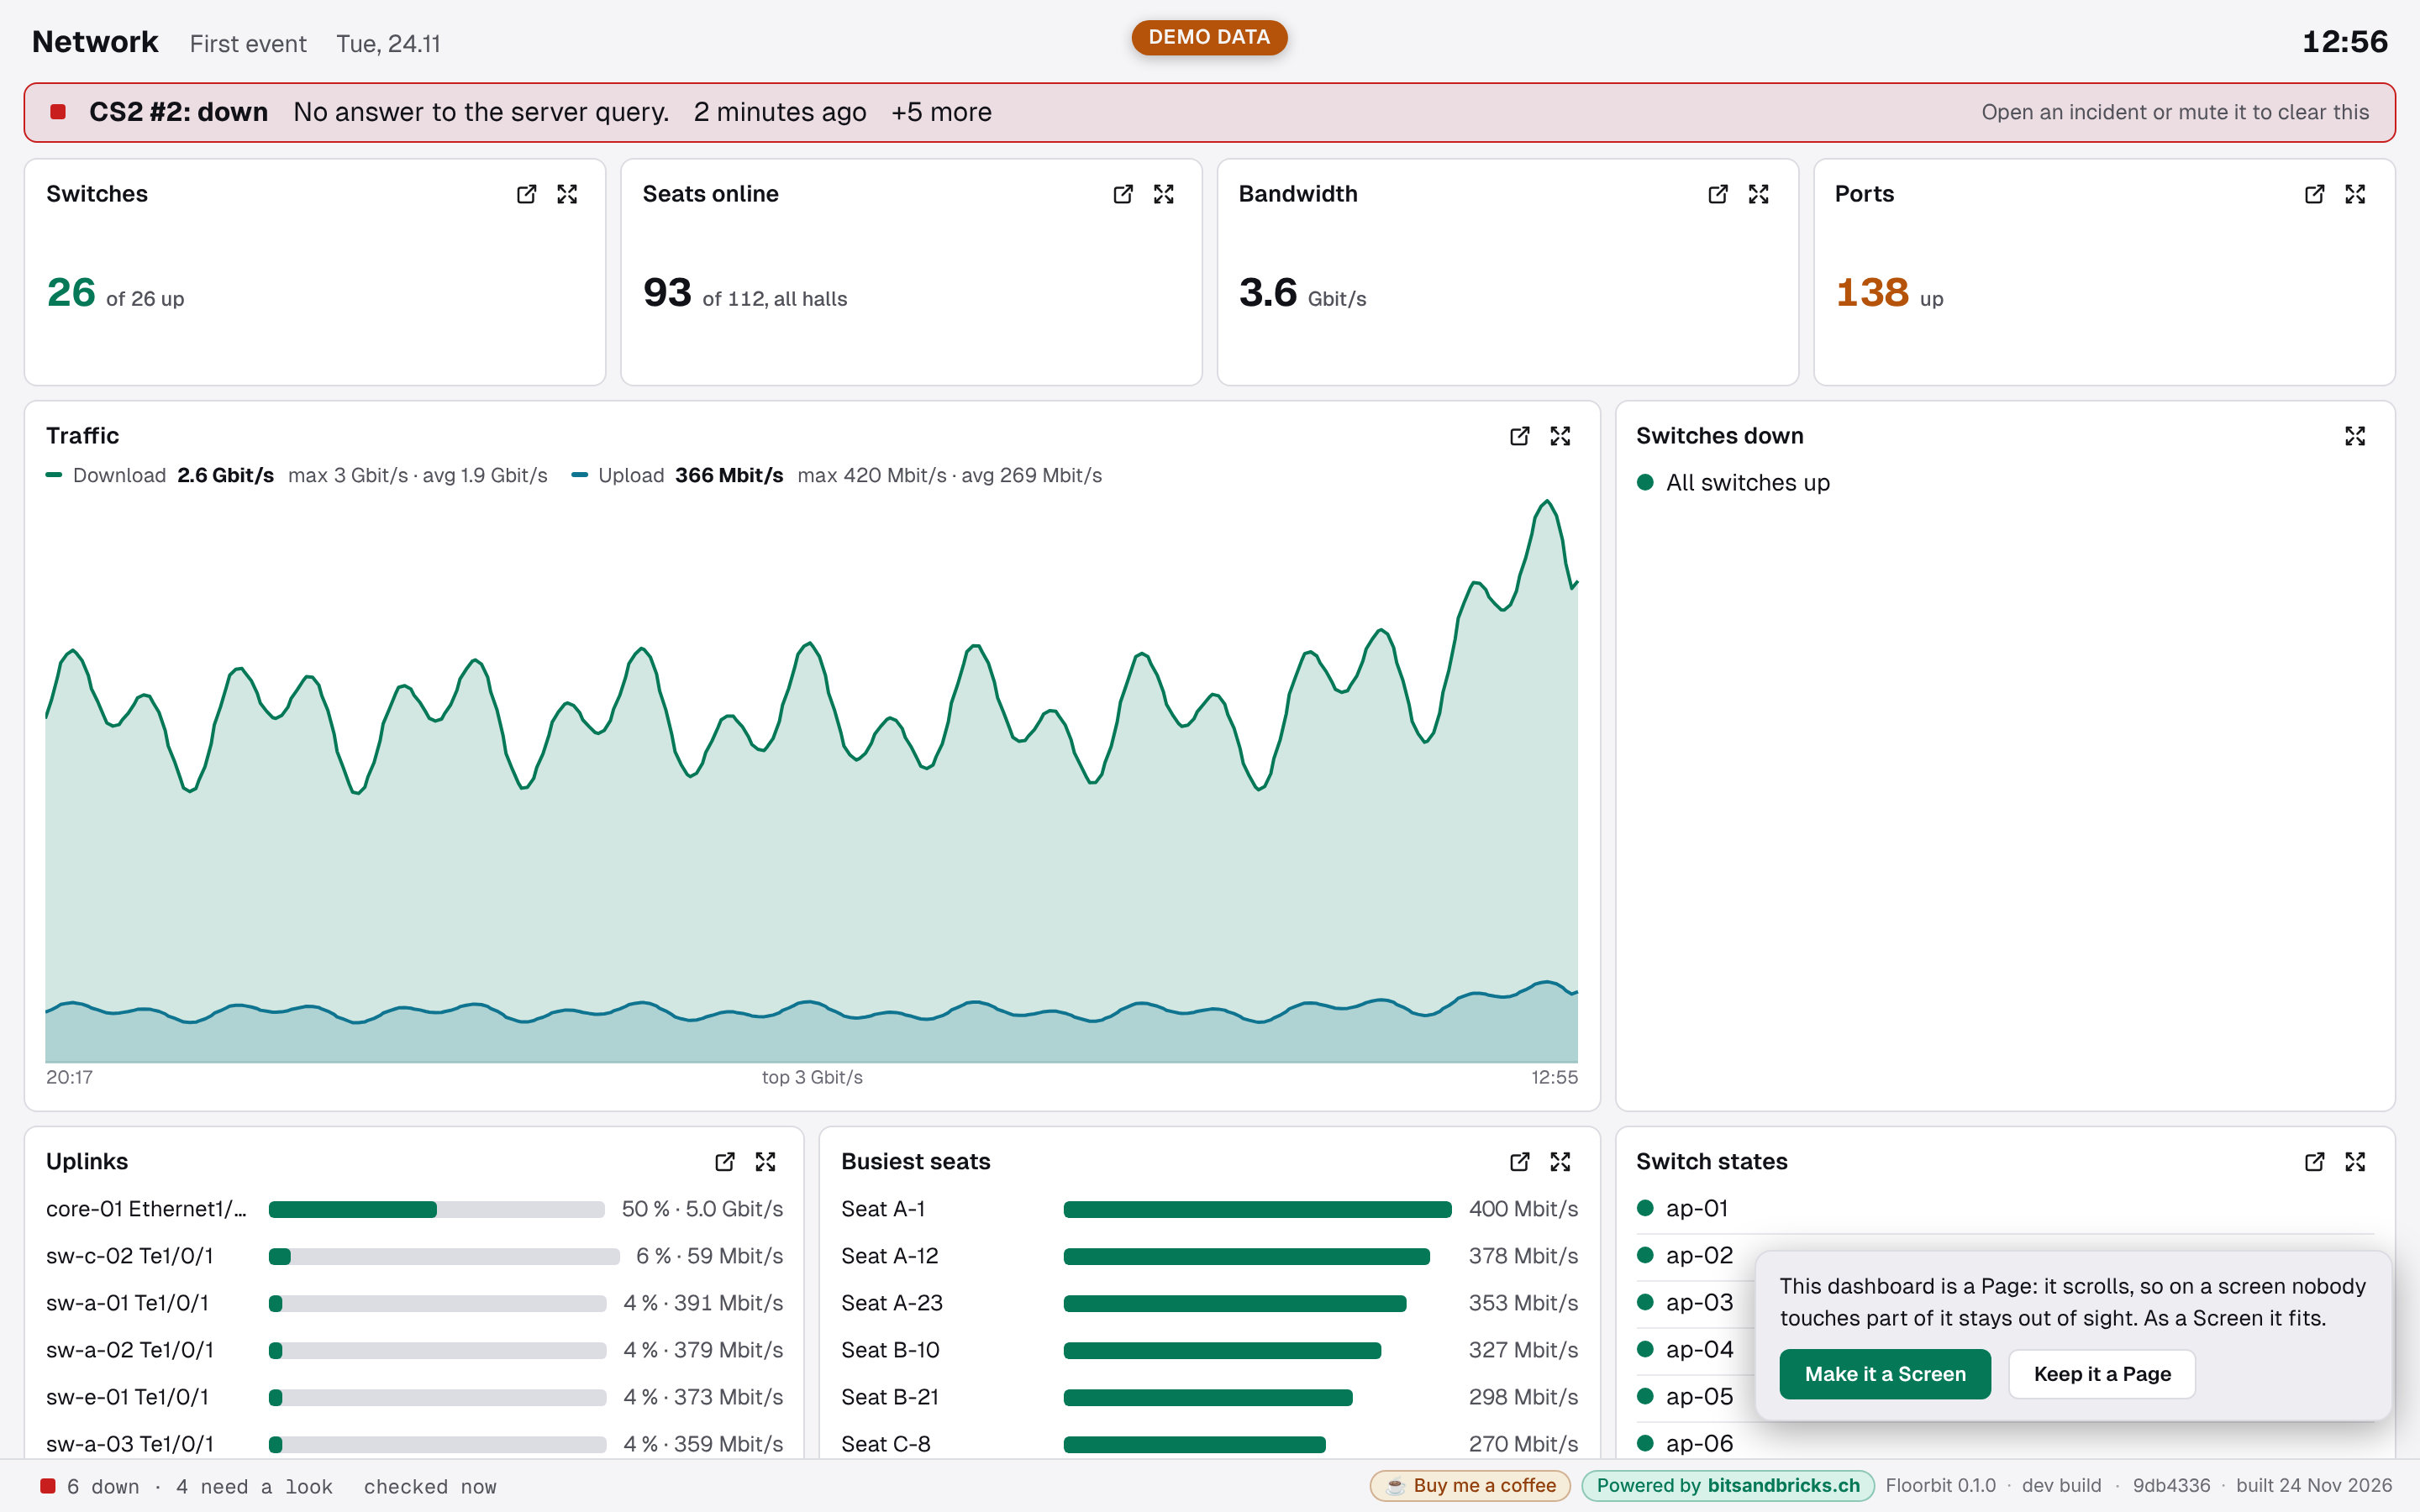 Network First event Tue, 24.11 DEMO DATA 12:56
CS2 #2: down No answer to the server query. 2 minutes ago +5 more Open an incident or mute it to clear this
Switches
26 of 26 up
Seats online
93 of 112, all halls
Bandwidth
3.6 Gbit/s
Ports
138 up
Traffic
Download 2.6 Gbit/s max 3 Gbit/s · avg 1.9 Gbit/s Upload 366 Mbit/s max 420 Mbit/s · avg 269 Mbit/s
20:17 top 3 Gbit/s 12:55
Switches down
All switches up
Uplinks
core-01 Ethernet1/... 50 % · 5.0 Gbit/s
sw-c-02 Te1/0/1 6 % · 59 Mbit/s
sw-a-01 Te1/0/1 4 % · 391 Mbit/s
sw-a-02 Te1/0/1 4 % · 379 Mbit/s
sw-e-01 Te1/0/1 4 % · 373 Mbit/s
sw-a-03 Te1/0/1 4 % · 359 Mbit/s
Busiest seats
Seat A-1 400 Mbit/s
Seat A-12 378 Mbit/s
Seat A-23 353 Mbit/s
Seat B-10 327 Mbit/s
Seat B-21 298 Mbit/s
Seat C-8 270 Mbit/s
Switch states
ap-01
ap-02
ap-03
ap-04
ap-05
ap-06
This dashboard is a Page: it scrolls, so on a screen nobody
touches part of it stays out of sight. As a Screen it fits.
Make it a Screen Keep it a Page
6 down · 4 need a look checked now
Buy me a coffee Powered by bitsandbricks.ch Floorbit 0.1.0 · dev build · 9db4336 · built 24 Nov 2026